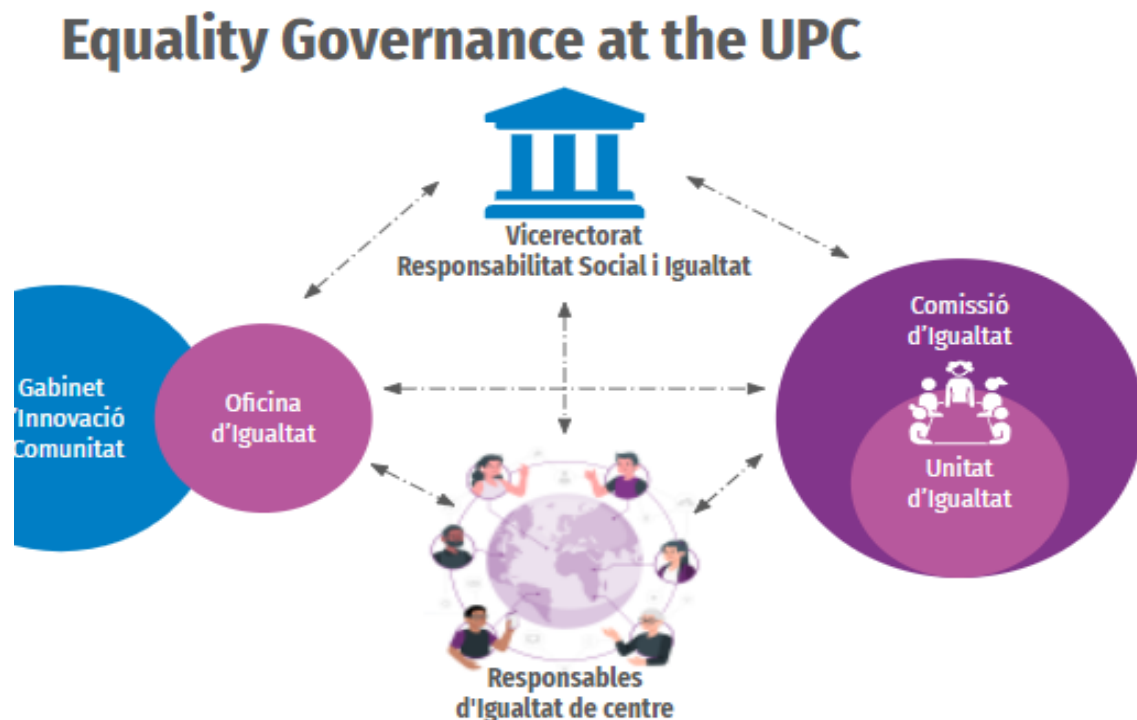 Equality Governance at the UPC
Vicerectorat
Responsabilitat Social i Igualtat
Comissió
d'Igualtat
Gabinet
'Innovació
Comunitat
Oficina
d'Igualtat
Unitat
d'Igualtat
Responsables
d'Igualtat de centre